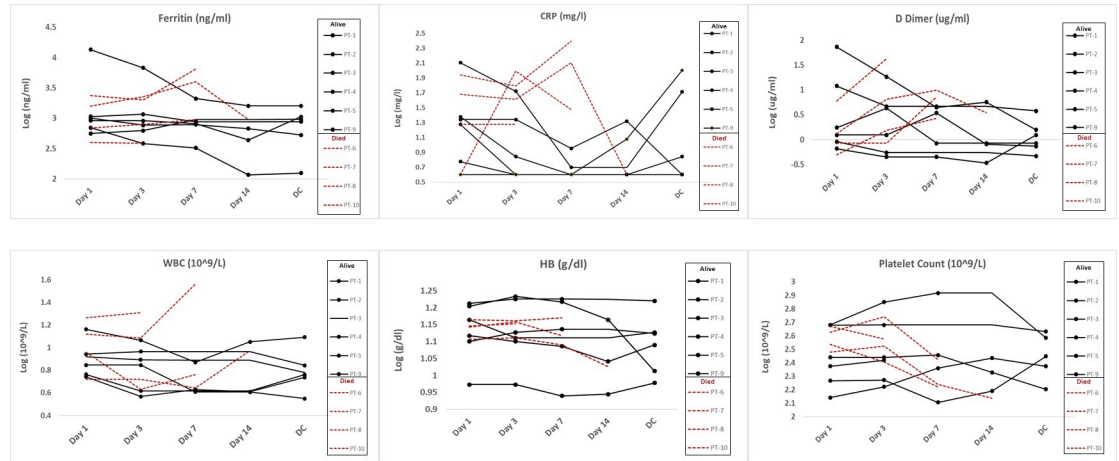 Ferritin (ng/ml)
Log (ng/ml)
4.5
4
3.5
3
2.5
2
Day 1
Day 3
Day 7
Day 14
DC
Alive
PT-1
PT-2
PT-3
PT-4
PT-5
PT-9
Died
PT-6
PT-7
PT-8
PT-10
CRP (mg/l)
Log (mg/l)
2.5
2.3
2.1
1.9
1.7
1.5
1.3
1.1
0.9
0.7
0.5
Day 1
Day 3
Day 7
Day 14
DC
Alive
PT-1
PT-2
PT-3
PT-4
PT-5
PT-9
Died
PT-6
PT-7
PT-8
PT-10
D Dimer (ug/ml)
Log (ug/ml)
2
1.5
1
0.5
0
-0.5
Day 1
Day 3
Day 7
Day 14
DC
Alive
PT-1
PT-2
PT-3
PT-4
PT-5
PT-9
Died
PT-6
PT-7
PT-8
PT-10
WBC (10^9/L)
Log (10^9/L)
1.6
1.4
1.2
1
0.8
0.6
0.4
Day 1
Day 3
Day 7
Day 14
DC
Alive
PT-1
PT-2
PT-3
PT-4
PT-5
PT-9
Died
PT-6
PT-7
PT-8
PT-10
HB (g/dl)
Log (g/dl)
1.25
1.2
1.15
1.1
1.05
1
0.95
0.9
Day 1
Day 3
Day 7
Day 14
DC
Alive
PT-1
PT-2
PT-3
PT-4
PT-5
PT-9
Died
PT-6
PT-7
PT-8
PT-10
Platelet Count (10^9/L)
Log (10^9/L)
3
2.9
2.8
2.7
2.6
2.5
2.4
2.3
2.2
2.1
2
Day 1
Day 3
Day 7
Day 14
DC
Alive
PT-1
PT-2
PT-3
PT-4
PT-5
PT-9
Died
PT-6
PT-7
PT-8
PT-10